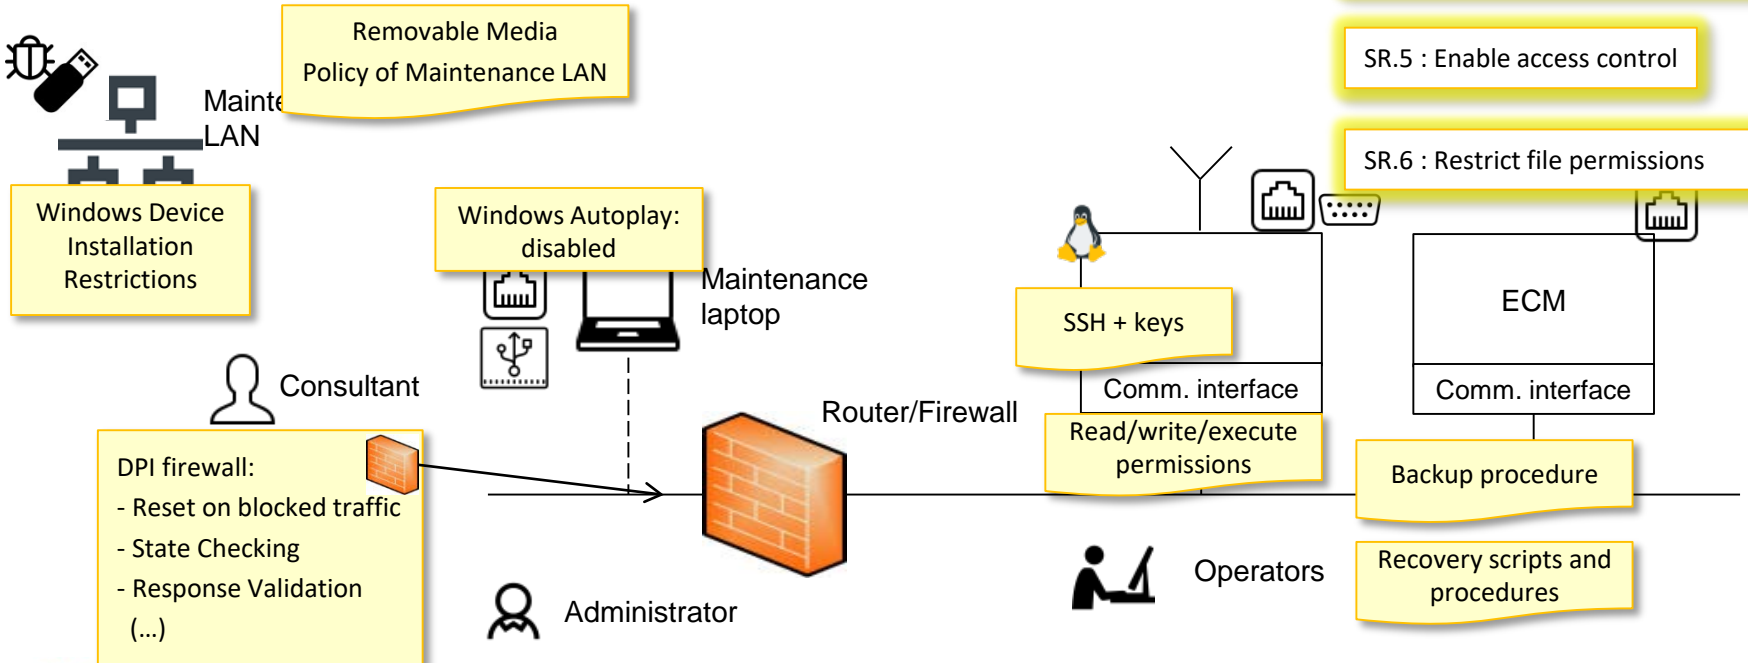 Removable Media
Policy of Maintenance LAN
SR.5 : Enable access control
SR.6 : Restrict file permissions
LAN
Windows Device
Installation
Restrictions
Windows Autoplay:
disabled
Maintenance
laptop
SSH + keys
ECM
Comm. interface
Comm. interface
Consultant
Router/Firewall
Read/write/execute
permissions
Backup procedure
DPI firewall:
- Reset on blocked traffic
- State Checking
- Response Validation
(...)
Administrator
Operators
Recovery scripts and
procedures